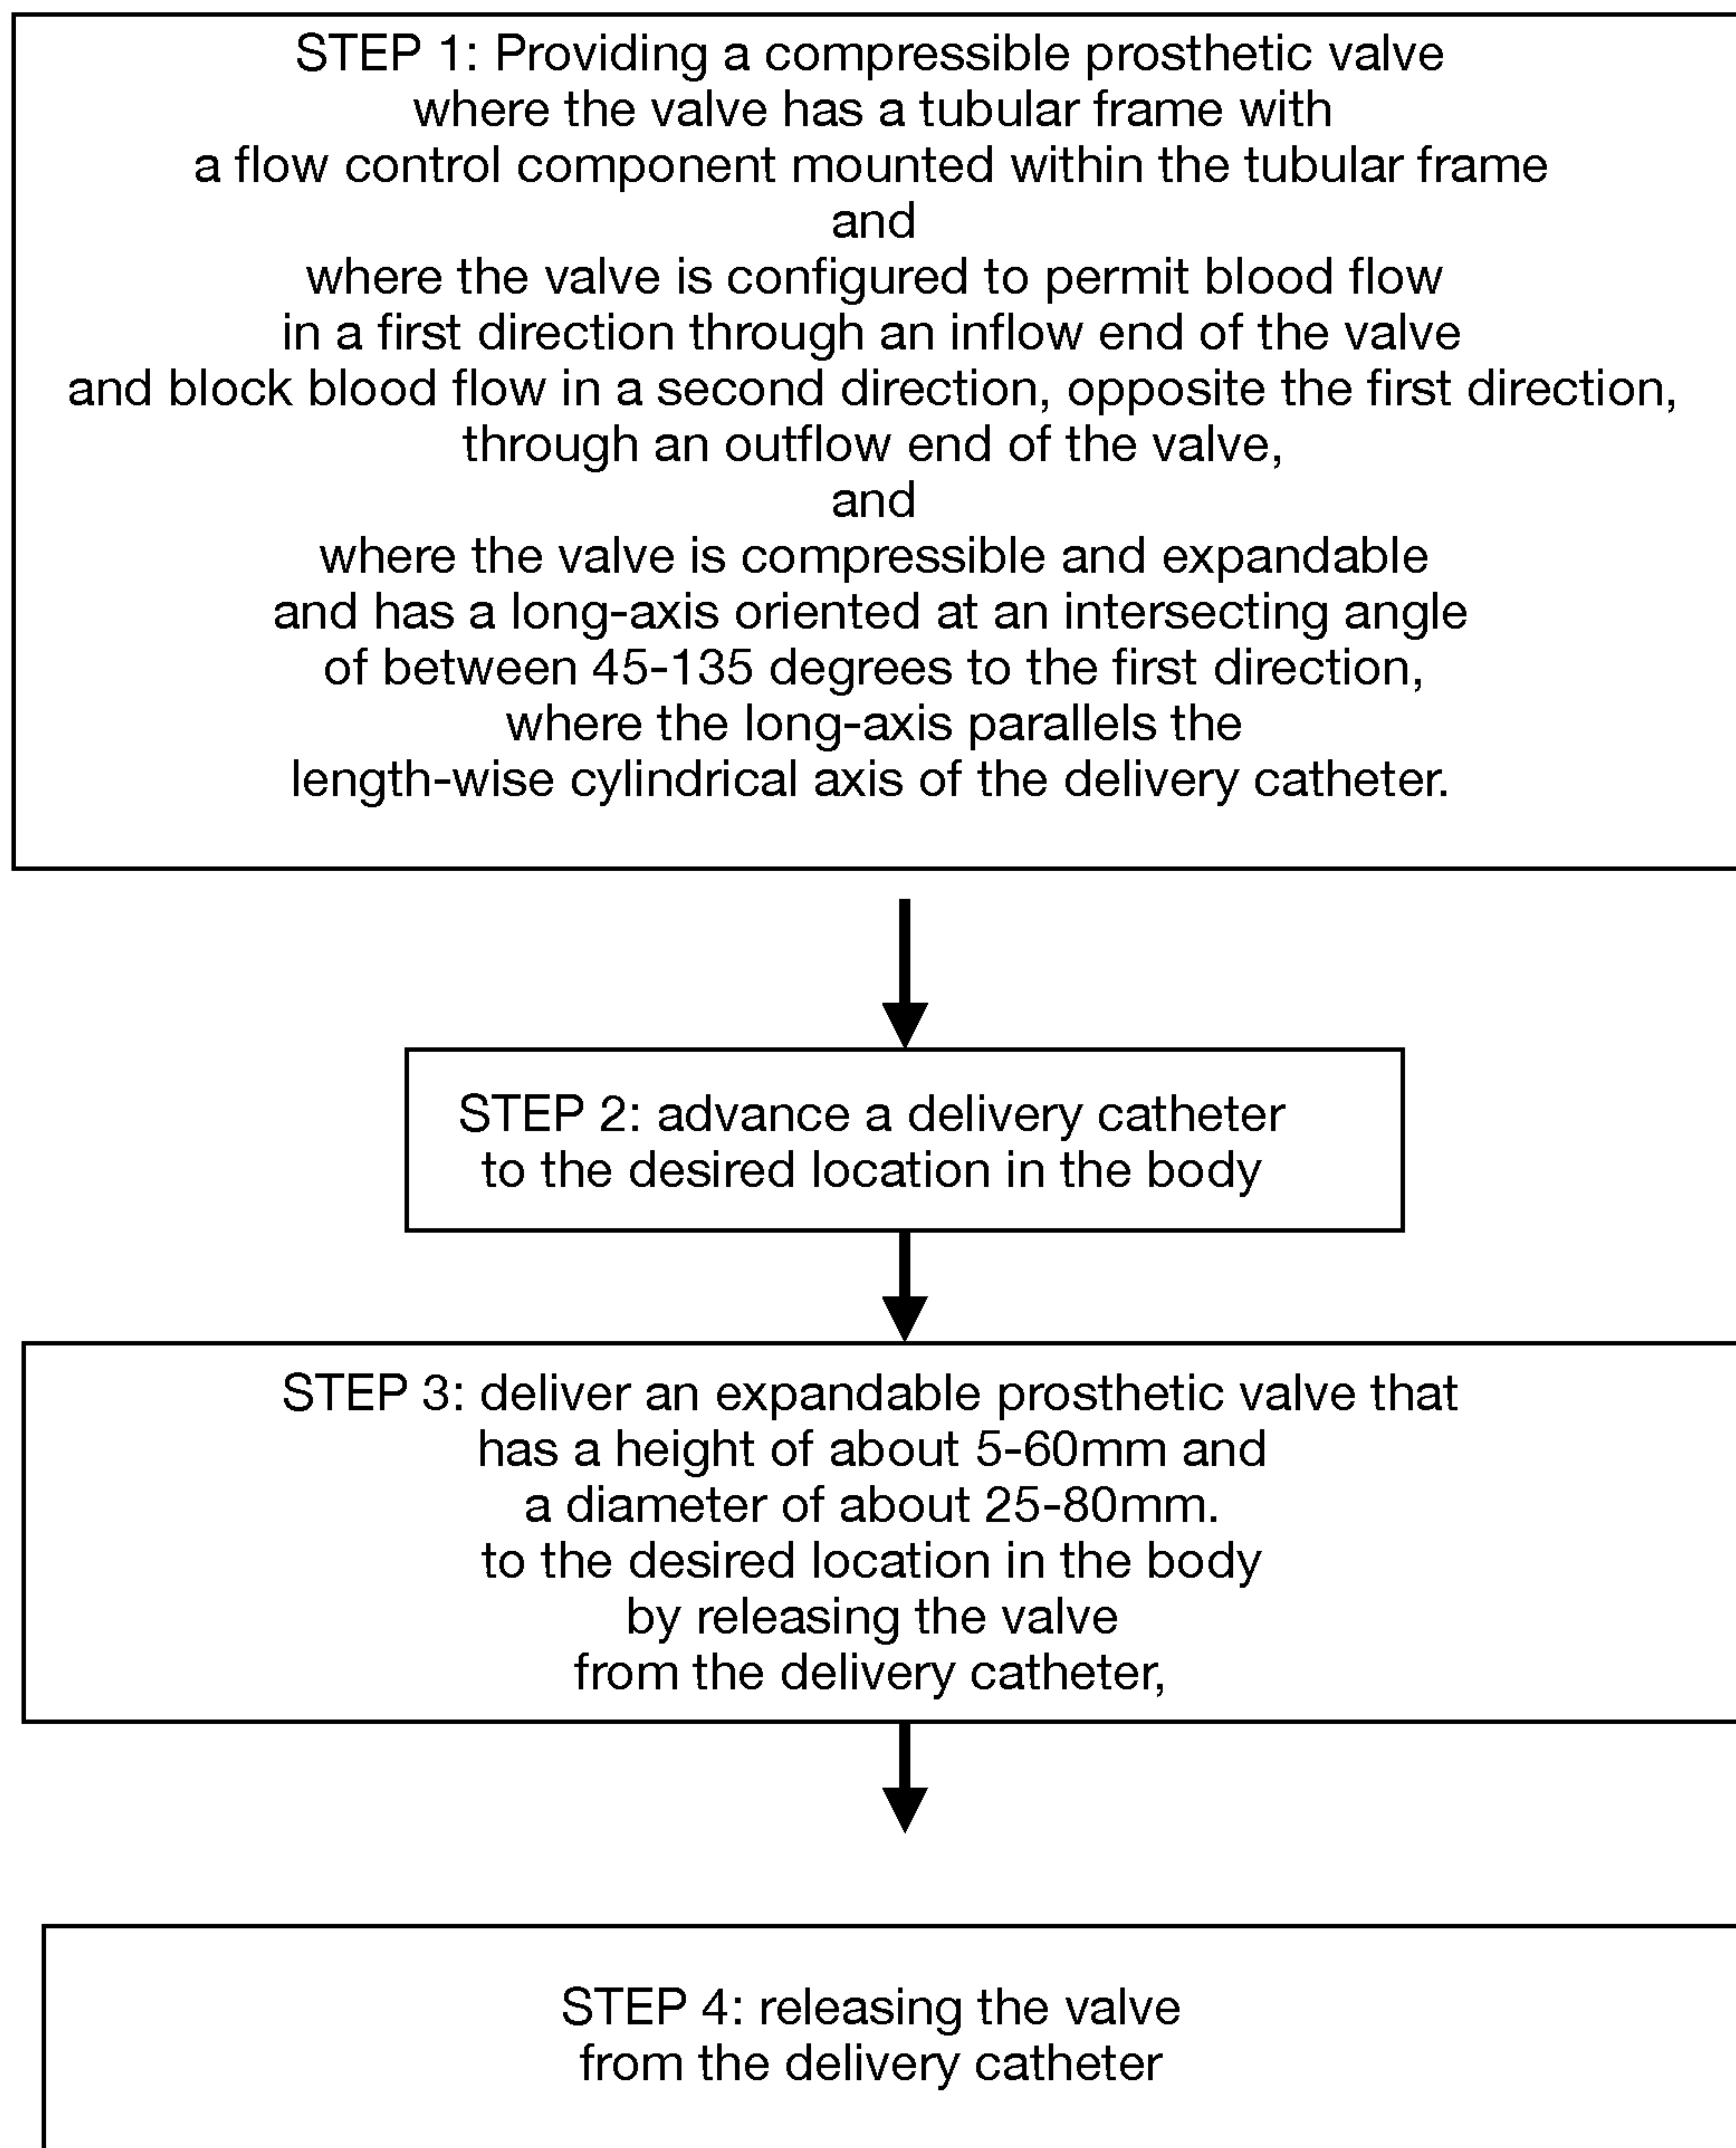 STEP 1: Providing a compressible prosthetic valve
where the valve has a tubular frame with
a flow control component mounted within the tubular frame
and
where the valve is configured to permit blood flow
in a first direction through an inflow end of the valve
and block blood flow in a second direction, opposite the first direction,
through an outflow end of the valve,
and
where the valve is compressible and expandable
and has a long-axis oriented at an intersecting angle
of between 45-135 degrees to the first direction,
where the long-axis parallels the
length-wise cylindrical axis of the delivery catheter.
STEP 2: advance a delivery catheter
to the desired location in the body
STEP 3: deliver an expandable prosthetic valve that
has a height of about 5-60mm and
a diameter of about 25-80mm.
to the desired location in the body
by releasing the valve
from the delivery catheter,
STEP 4: releasing the valve
from the delivery catheter